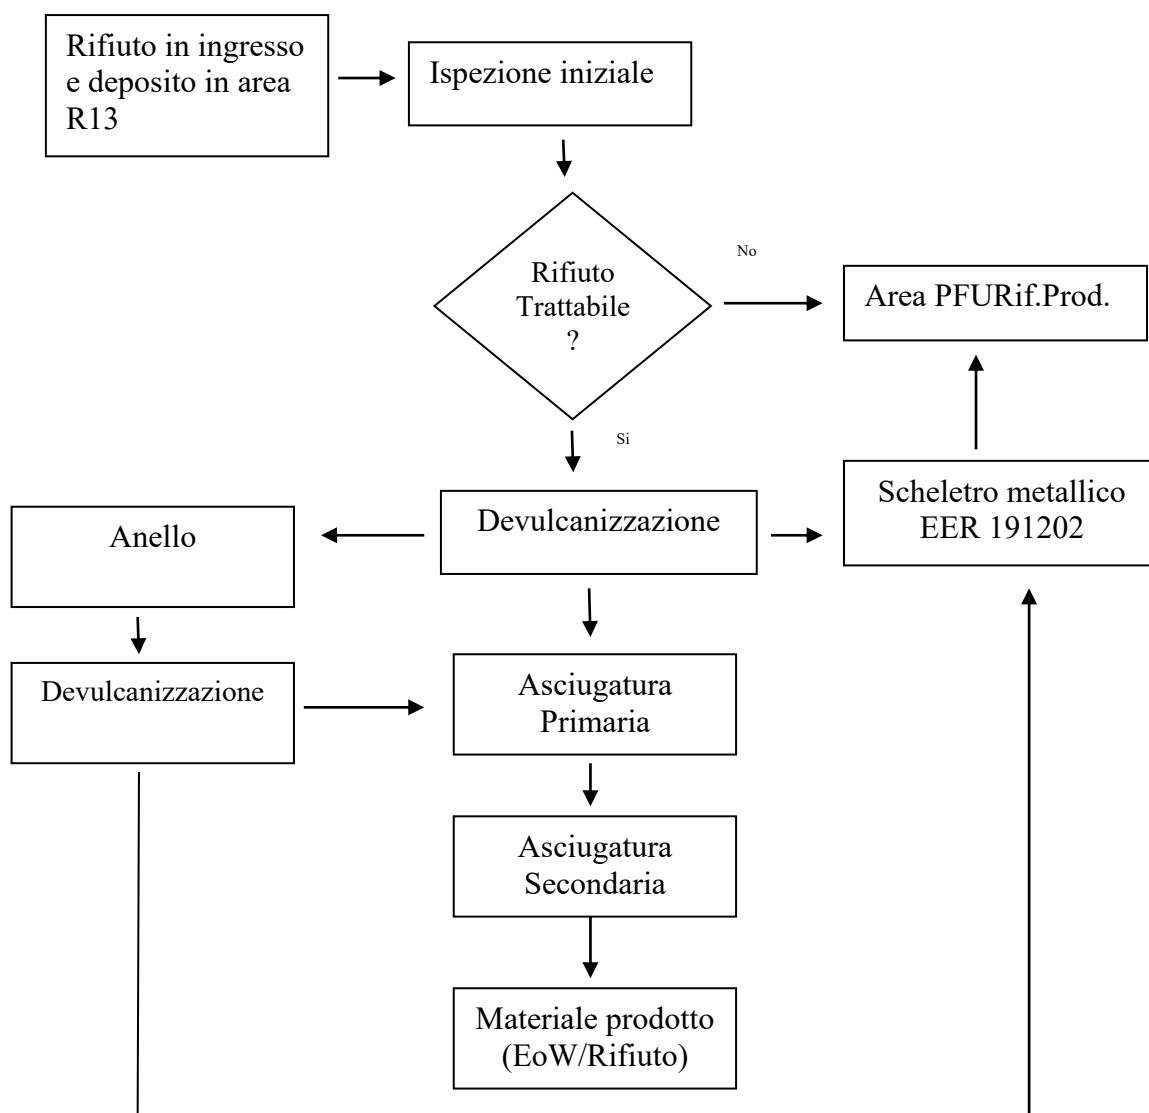 Rifiuto in ingresso
e deposito in area
R13
Ispezione iniziale
Rifiuto
Trattabile
?
No
Area PFURif.Prod.
Si
Scheletro metallico
EER 191202
Devulcanizzazione
Anello
Devulcanizzazione
Asciugatura
Primaria
Asciugatura
Secondaria
Materiale prodotto
(EoW/Rifiuto)